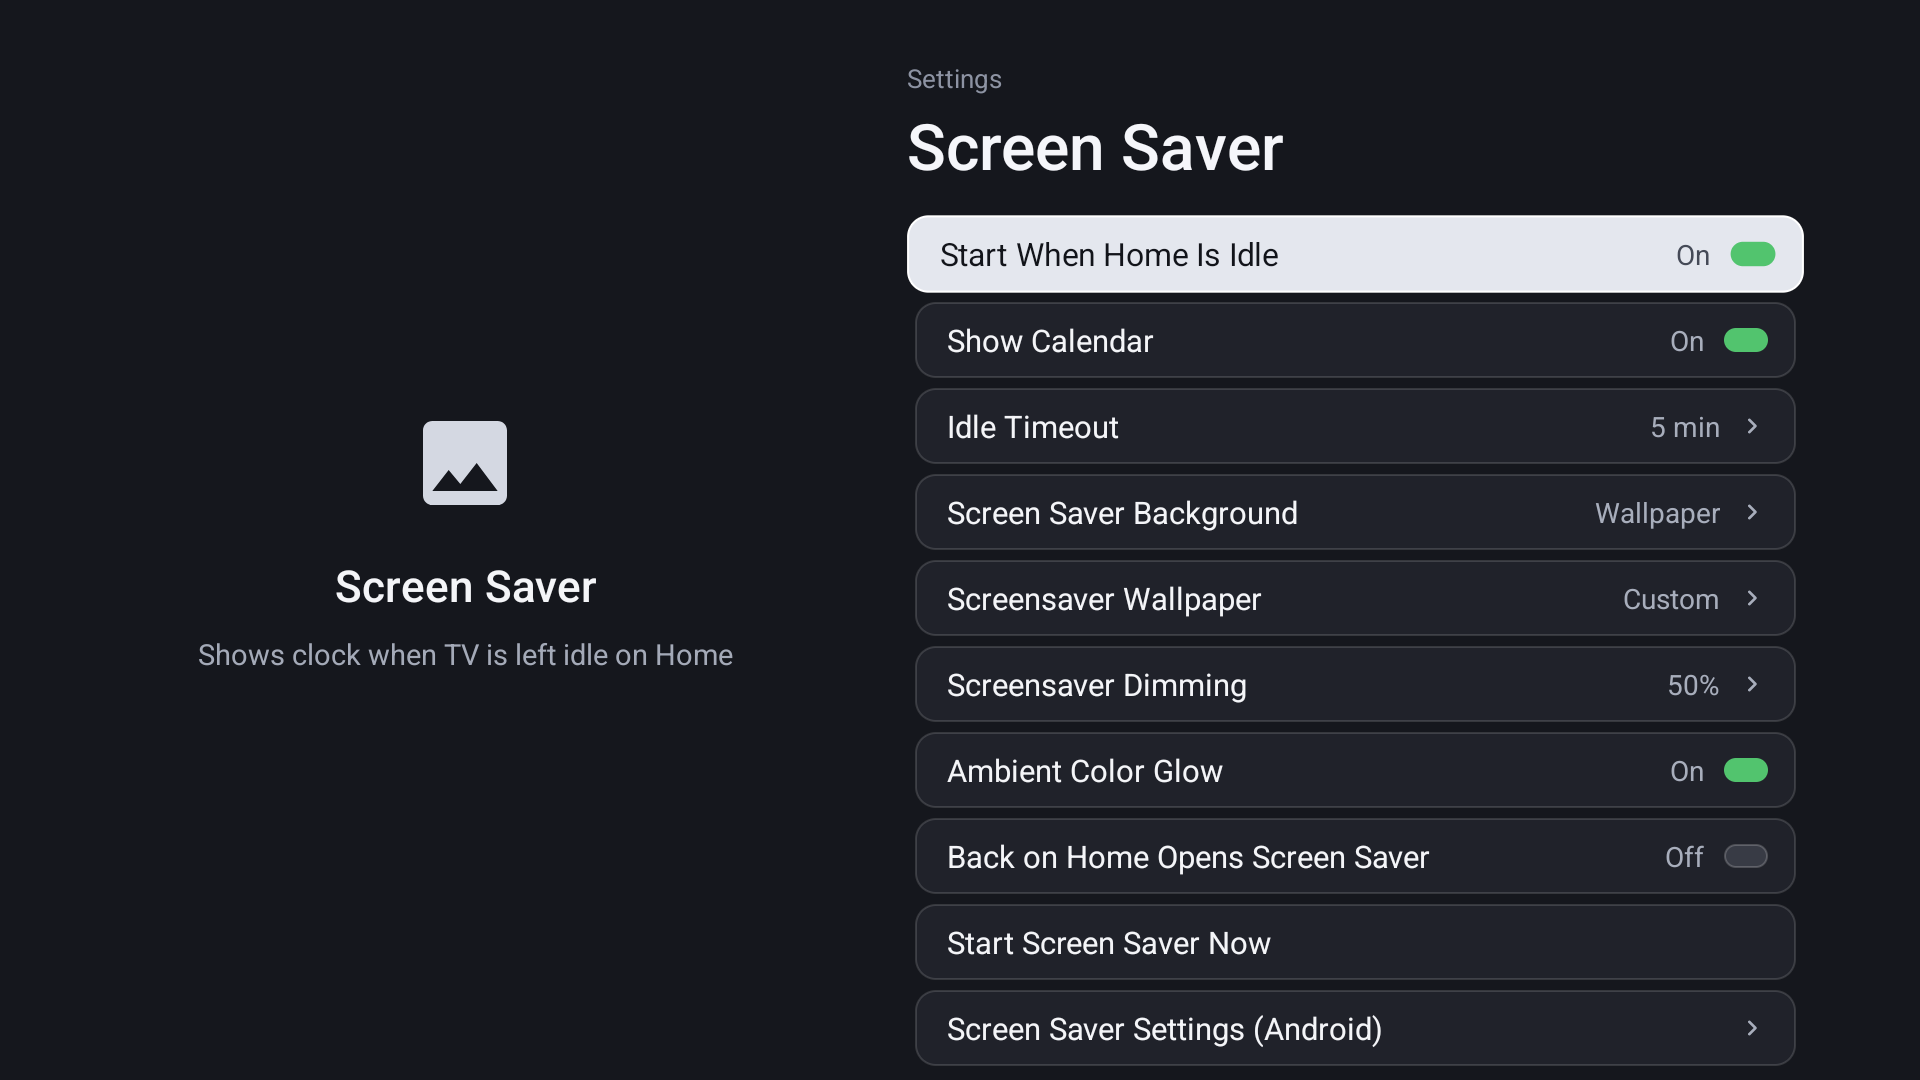 Settings
Screen Saver
Start When Home Is Idle On
Show Calendar On
Idle Timeout 5 min
Screen Saver Background Wallpaper
Screensaver Wallpaper Custom
Screensaver Dimming 50%
Ambient Color Glow On
Back on Home Opens Screen Saver Off
Start Screen Saver Now
Screen Saver Settings (Android)
Screen Saver
Shows clock when TV is left idle on Home